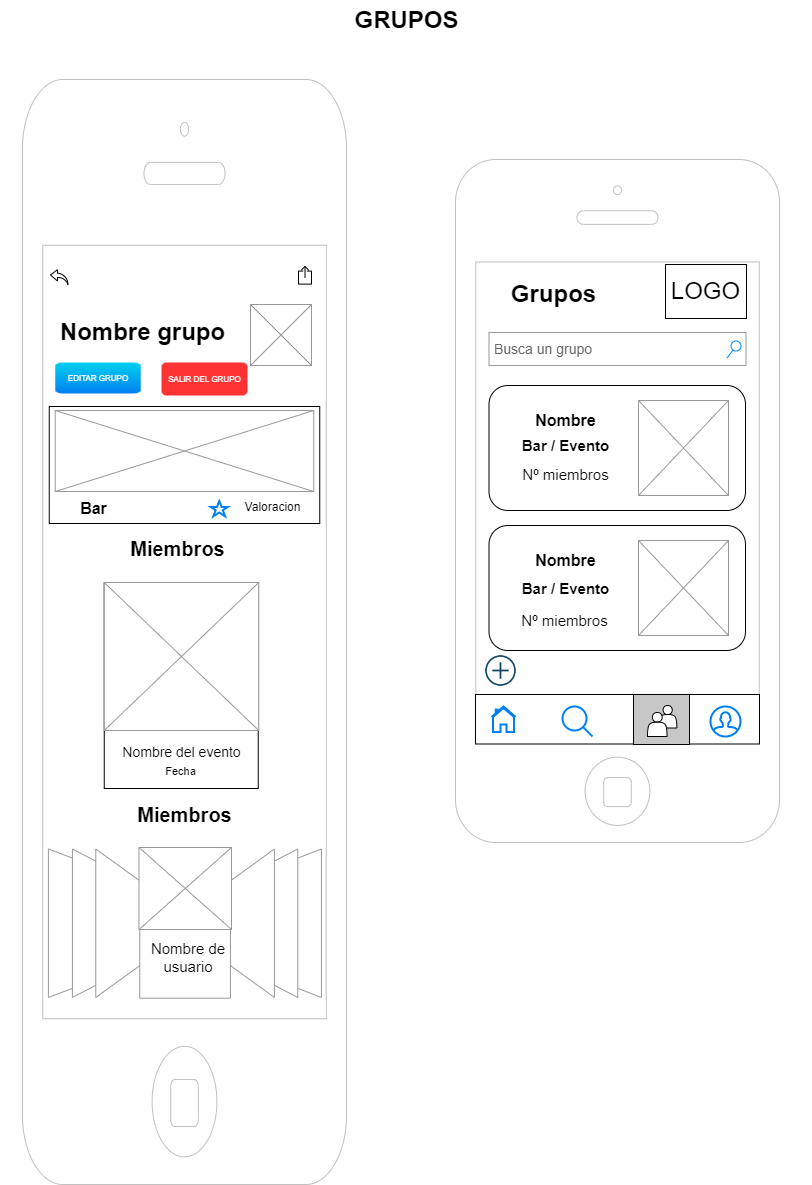 GRUPOS
Nombre grupo
EDITAR GRUPO
SALIR DEL GRUPO
Bar
Valoracion
Miembros
Nombre del evento
Fecha
Miembros
Nombre de
usuario
Grupos
LOGO
Busca un grupo
Nombre
Bar / Evento
Nº miembros
Nombre
Bar / Evento
Nº miembros